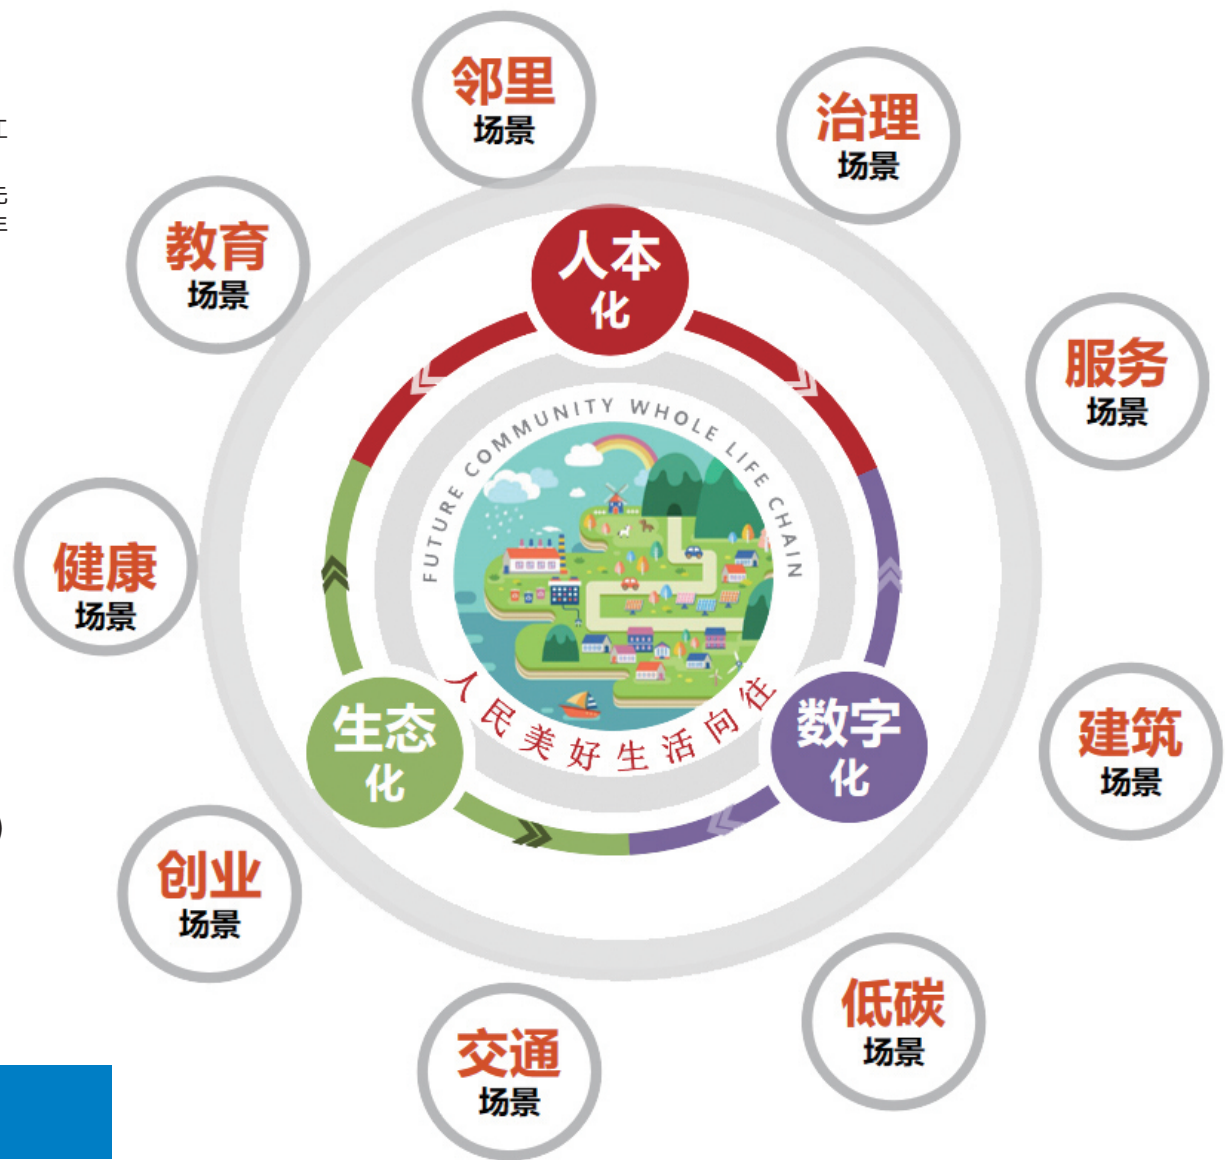 邻里
场景
治理
场景
教育
场景
人本
化
服务
场景
FUTURE COMMUNITY WHOLE LIFE CHAIN
健康
场景
人民美好生活向往
生态
化
数字
化
建筑
场景
创业
场景
低碳
场景
交通
场景
)